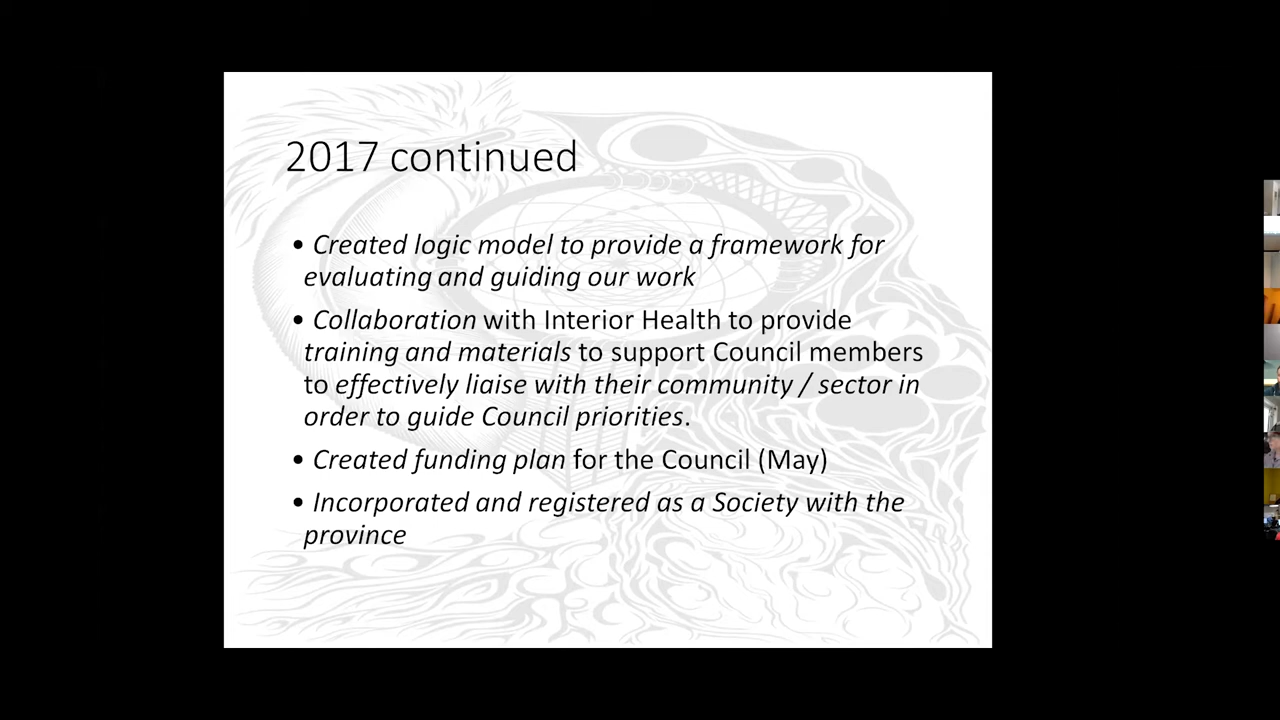 2017 continued
• Created logic model to provide a framework for
evaluating and guiding our work
• Collaboration with Interior Health to provide
training and materials to support Council members
to effectively liaise with their community / sector in
order to guide Council priorities.
• Created funding plan for the Council (May)
• Incorporated and registered as a Society with the
province